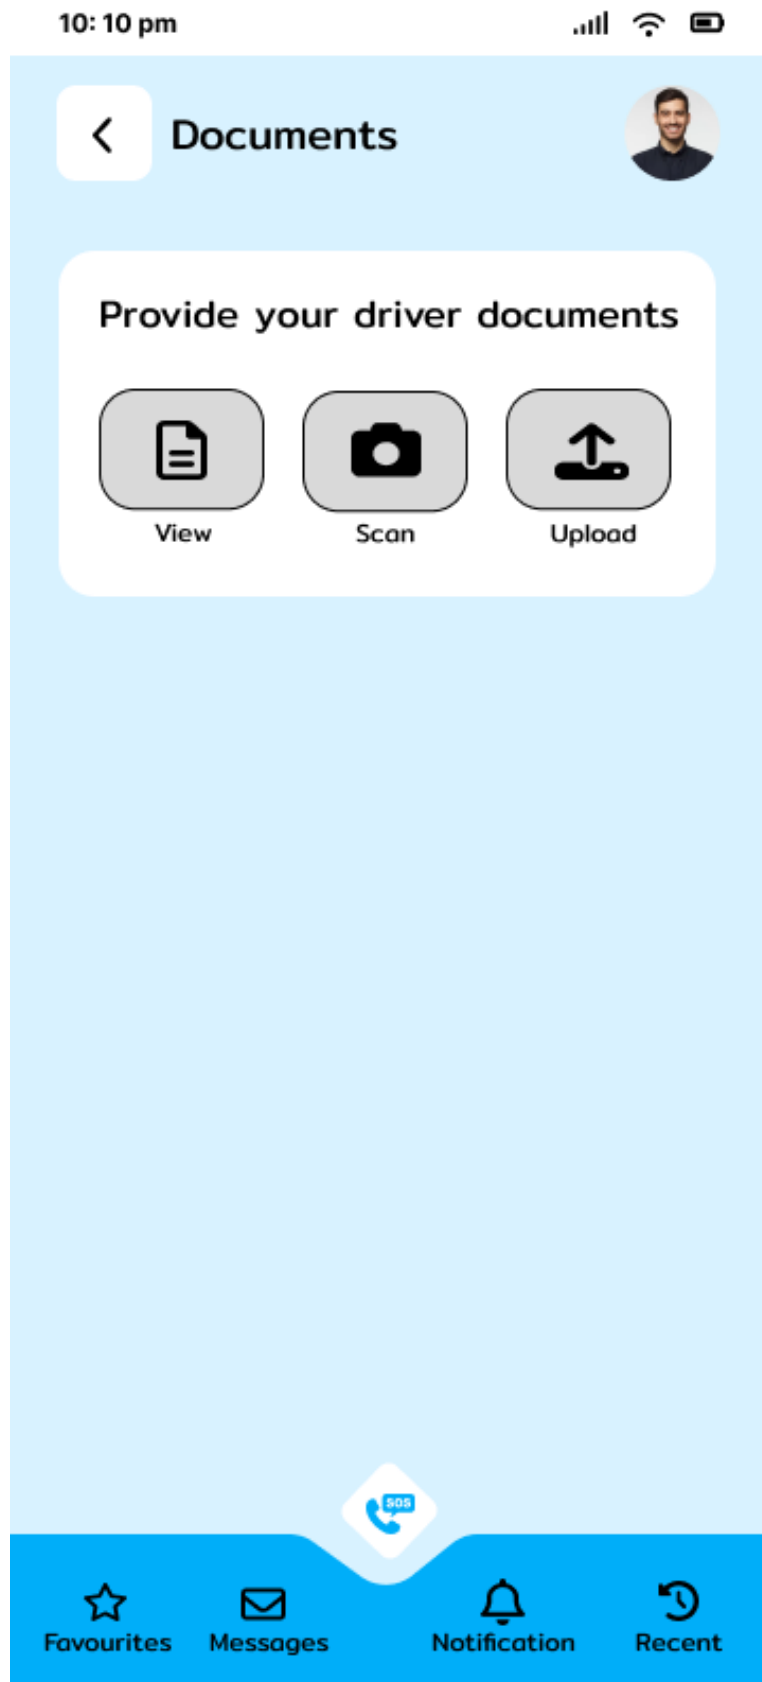 10:10 pm
Documents
Provide your driver documents
View Scan Upload
SOS
Favourites Messages Notification Recent